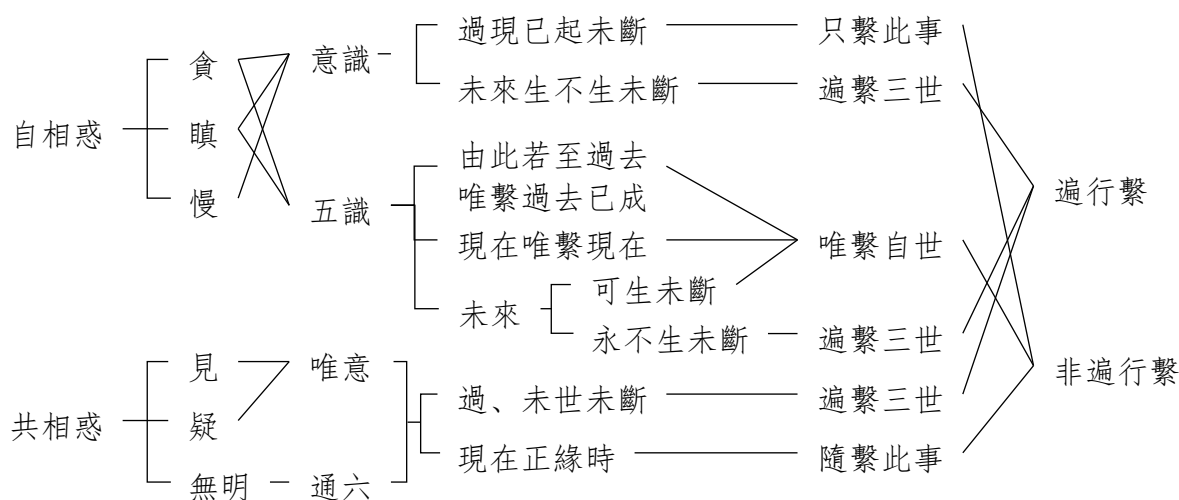 自相惑
貪
瞋
慢
意識
五識
過現已起未斷
只繫此事
未來生不生未斷
遍繫三世
由此若至過去
唯繫過去已成
現在唯繫現在
唯繫自世
未來
可生未斷
永不生未斷
遍繫三世
共相惑
見
疑
無明
唯意
通六
過、未世未斷
遍繫三世
現在正緣時
隨繫此事
遍行繫
非遍行繫